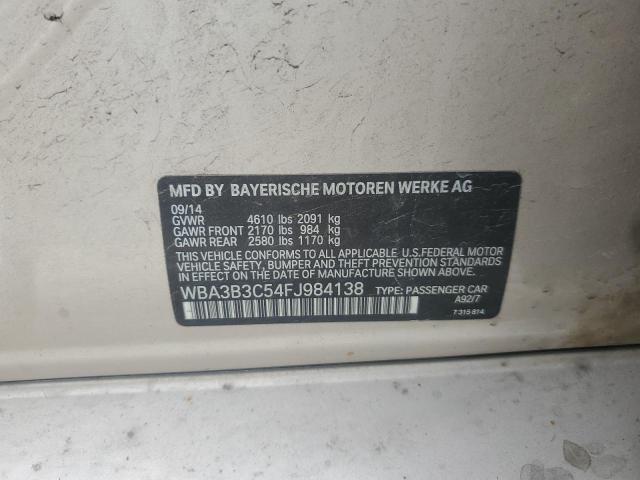 MFD BY BAYERISCHE MOTOREN WERKE AG
09/14
GVWR 4610 lbs 2091 kg
GAWR FRONT 2170 lbs 984 kg
GAWR REAR 2580 lbs 1170 kg
THIS VEHICLE CONFORMS TO ALL APPLICABLE U.S.FEDERAL MOTOR
VEHICLE SAFETY, BUMPER AND THEFT PREVENTION STANDARDS
IN EFFECT ON THE DATE OF MANUFACTURE SHOWN ABOVE.
WBA3B3C54FJ984138 TYPE: PASSENGER CAR
A92/7
7 315 814